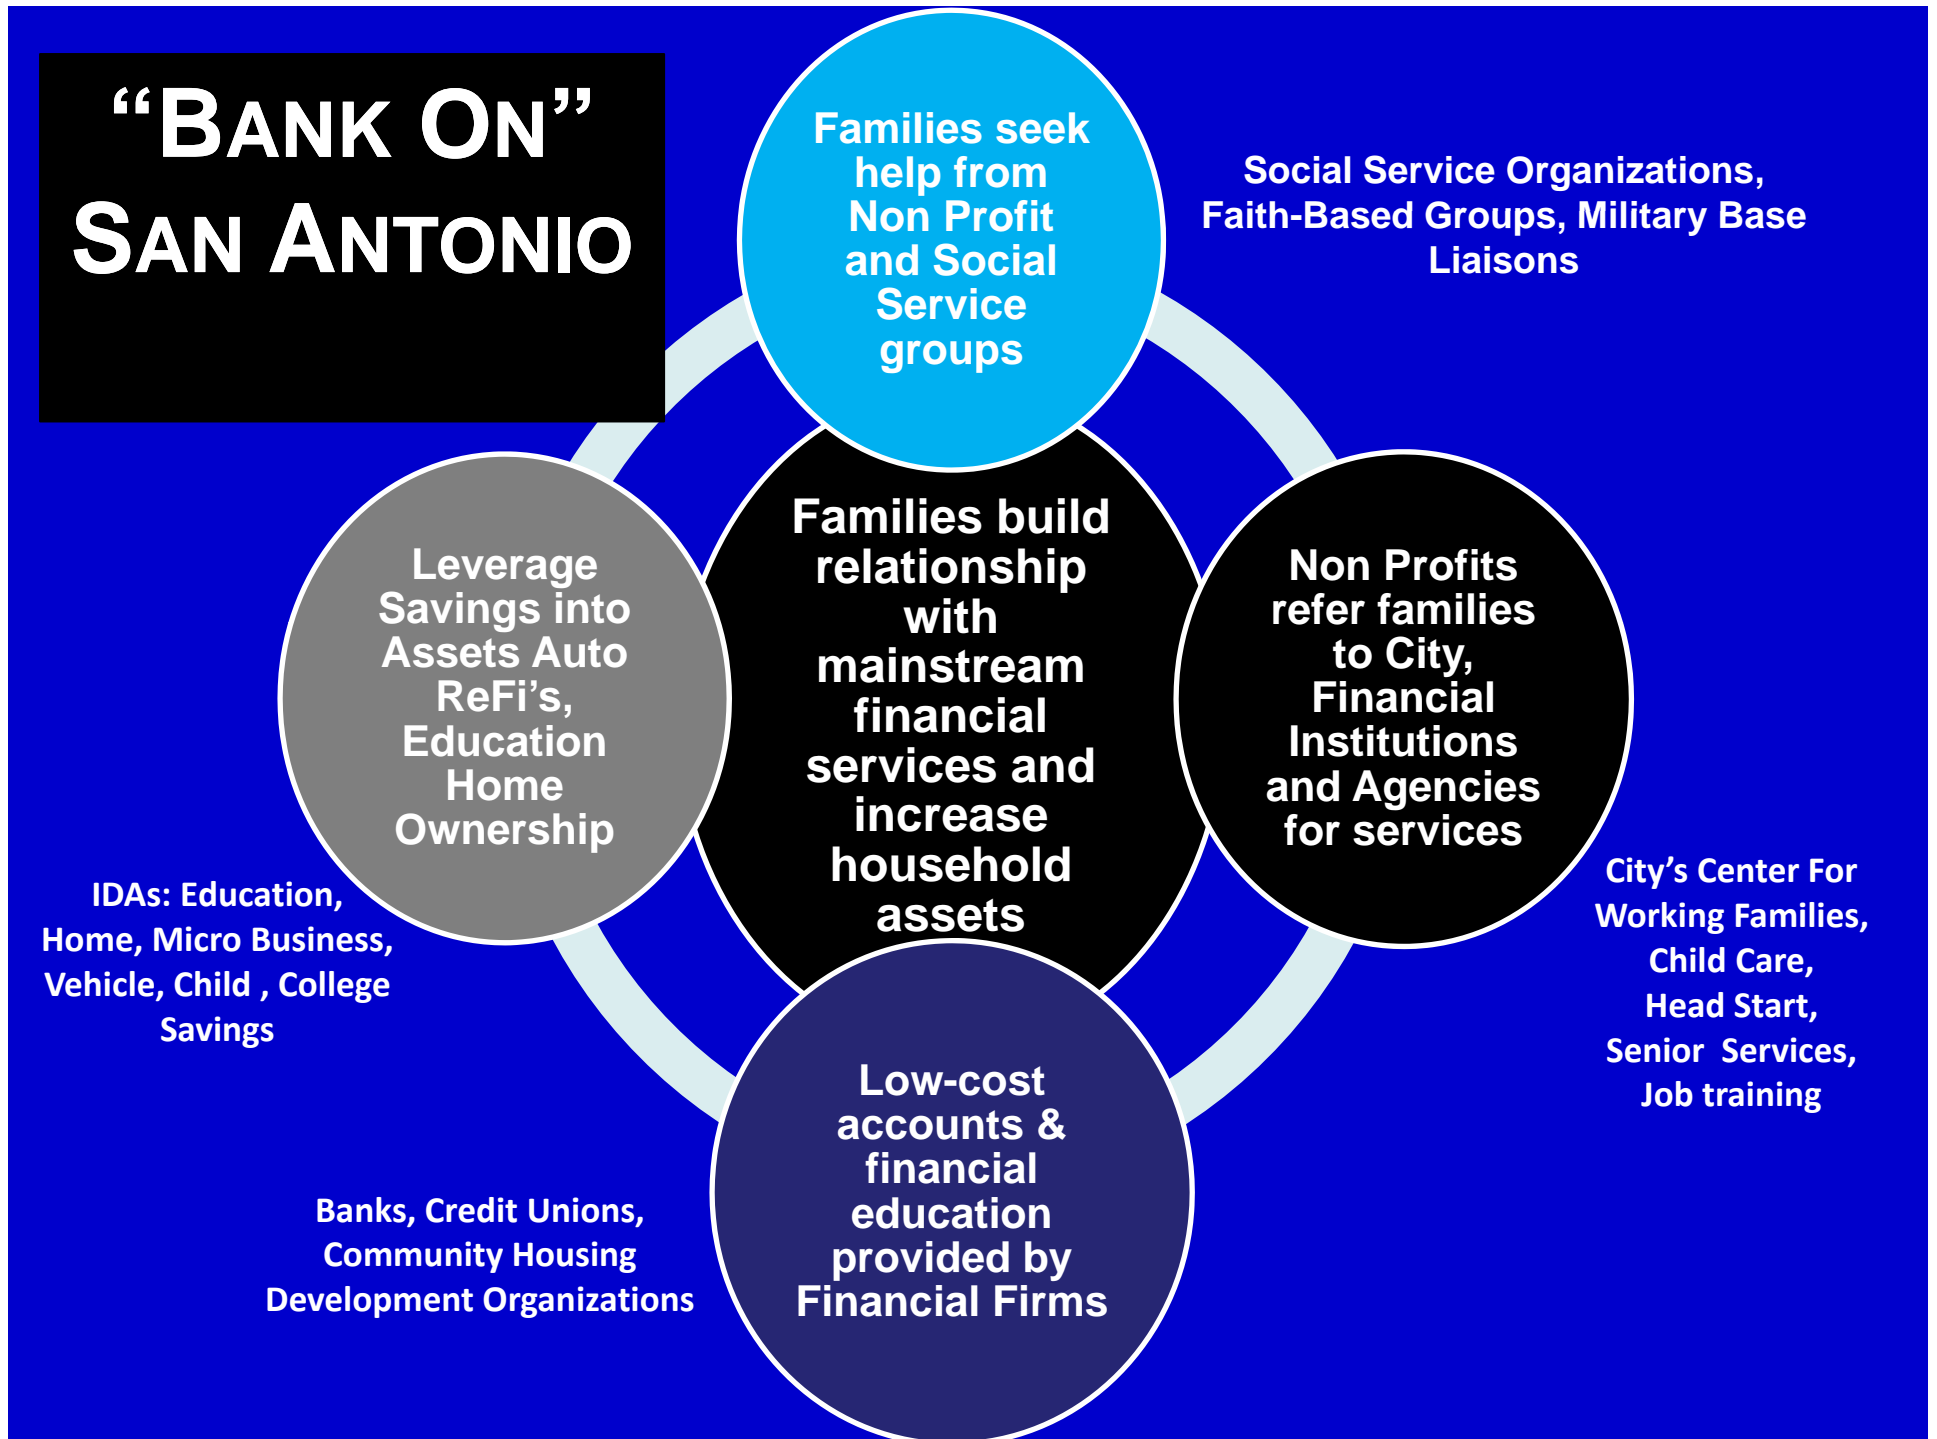 “BANK ON”
SAN ANTONIO
Families seek
help from
Non Profit
and Social
Service
groups
Social Service Organizations,
Faith-Based Groups, Military Base
Liaisons
Families build
relationship
with
mainstream
financial
services and
increase
household
assets
Non Profits
refer families
to City,
Financial
Institutions
and Agencies
for services
City’s Center For
Working Families,
Child Care,
Head Start,
Senior  Services,
Job training
Low-cost
accounts &
financial
education
provided by
Financial Firms
Banks, Credit Unions,
Community Housing
Development Organizations
Leverage
Savings into
Assets Auto
ReFi’s,
Education
Home
Ownership
IDAs: Education,
Home, Micro Business,
Vehicle, Child , College
Savings